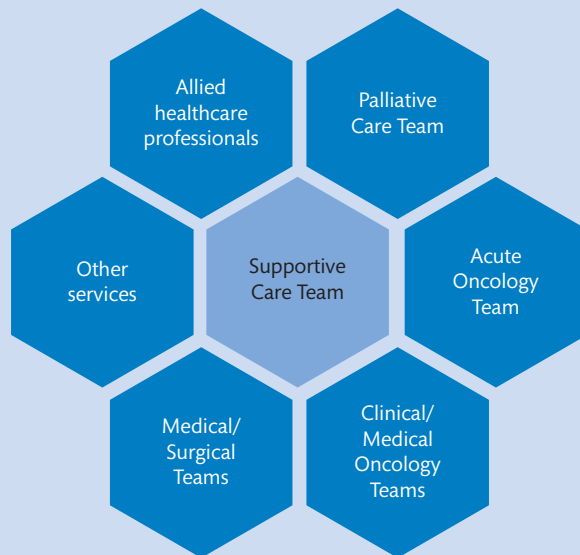 Allied
healthcare
professionals
Palliative
Care Team
Other
services
Supportive
Care Team
Acute
Oncology
Team
Medical/
Surgical
Teams
Clinical/
Medical
Oncology
Teams